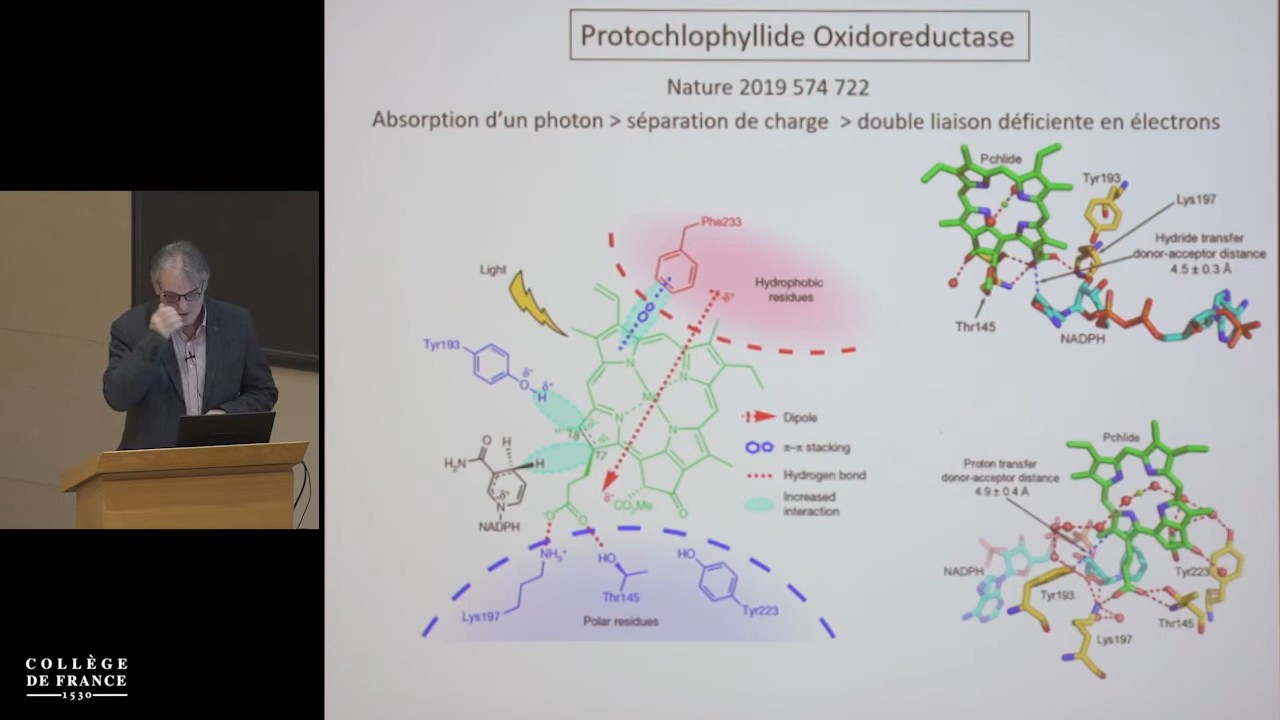 Protochlophyllide Oxidoreductase
Nature 2019 574 722
Absorption d'un photon > séparation de charge > double liaison déficiente en électrons
Light
Phe233
Hydrophobic
residues
δ⁺
Tyr193
δ⁻
O
δ⁺
H
N
N
Mg
N
N
18
17
O
H
H
H₂N
δ⁺
N
NADPH
O
O
δ⁻
CO₂Me
O
Dipole
π-π stacking
Hydrogen bond
Increased
interaction
NH₃⁺
HO
HO
Lys197
Thr145
Tyr223
Polar residues
Pchlide
Tyr193
Lys197
Hydride transfer
donor-acceptor distance
4.5 ± 0.3 Å
Thr145
NADPH
Pchlide
Proton transfer
donor-acceptor distance
4.9 ± 0.4 Å
NADPH
Tyr193
Tyr223
Thr145
Lys197
COLLÈGE
DE FRANCE
1530